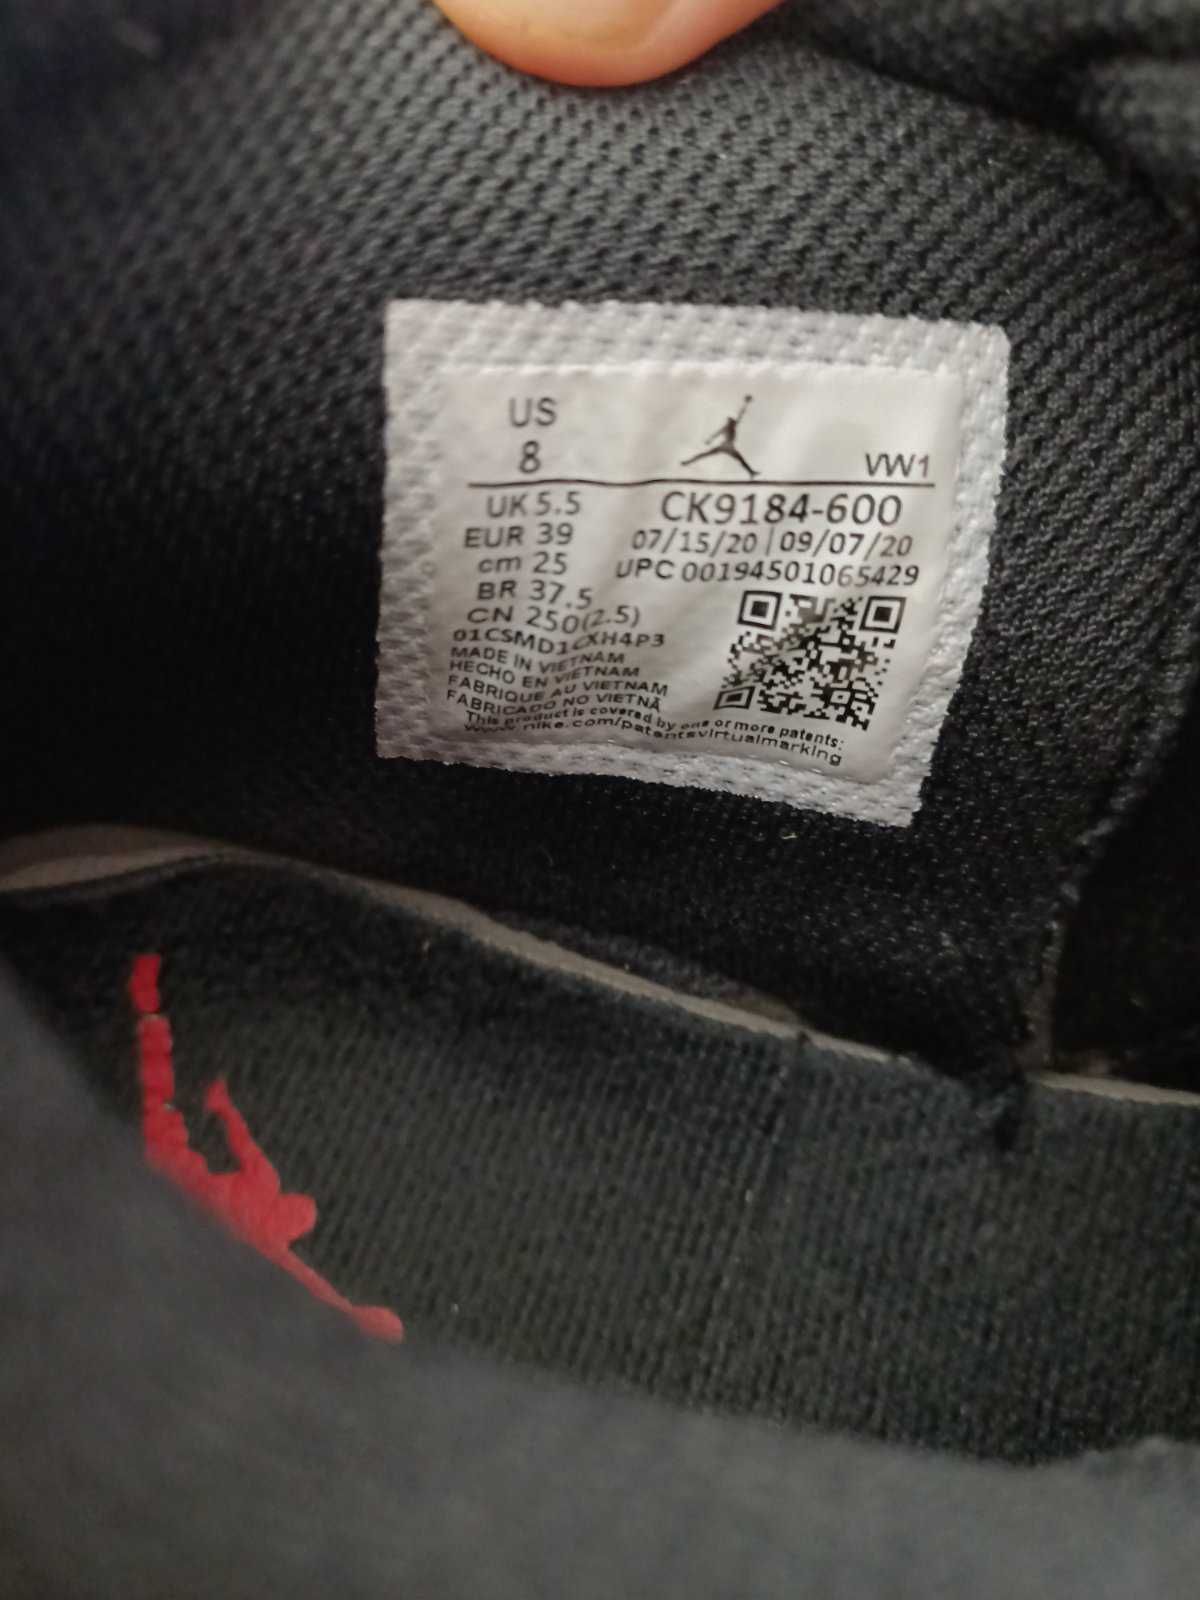 US
8
VW1
UK 5.5
EUR 39
cm 25
BR 37.5
CN 250(2.5)
CK9184-600
07/15/20 | 09/07/20
UPC 00194501065429
01CSMD1CXH4P3
MADE IN VIETNAM
HECHO EN VIETNAM
FABRIQUE AU VIETNAM
FABRICADO NO VIETNÃ
This product is covered by one or more patents:
www.nike.com/patentsvirtualmarking